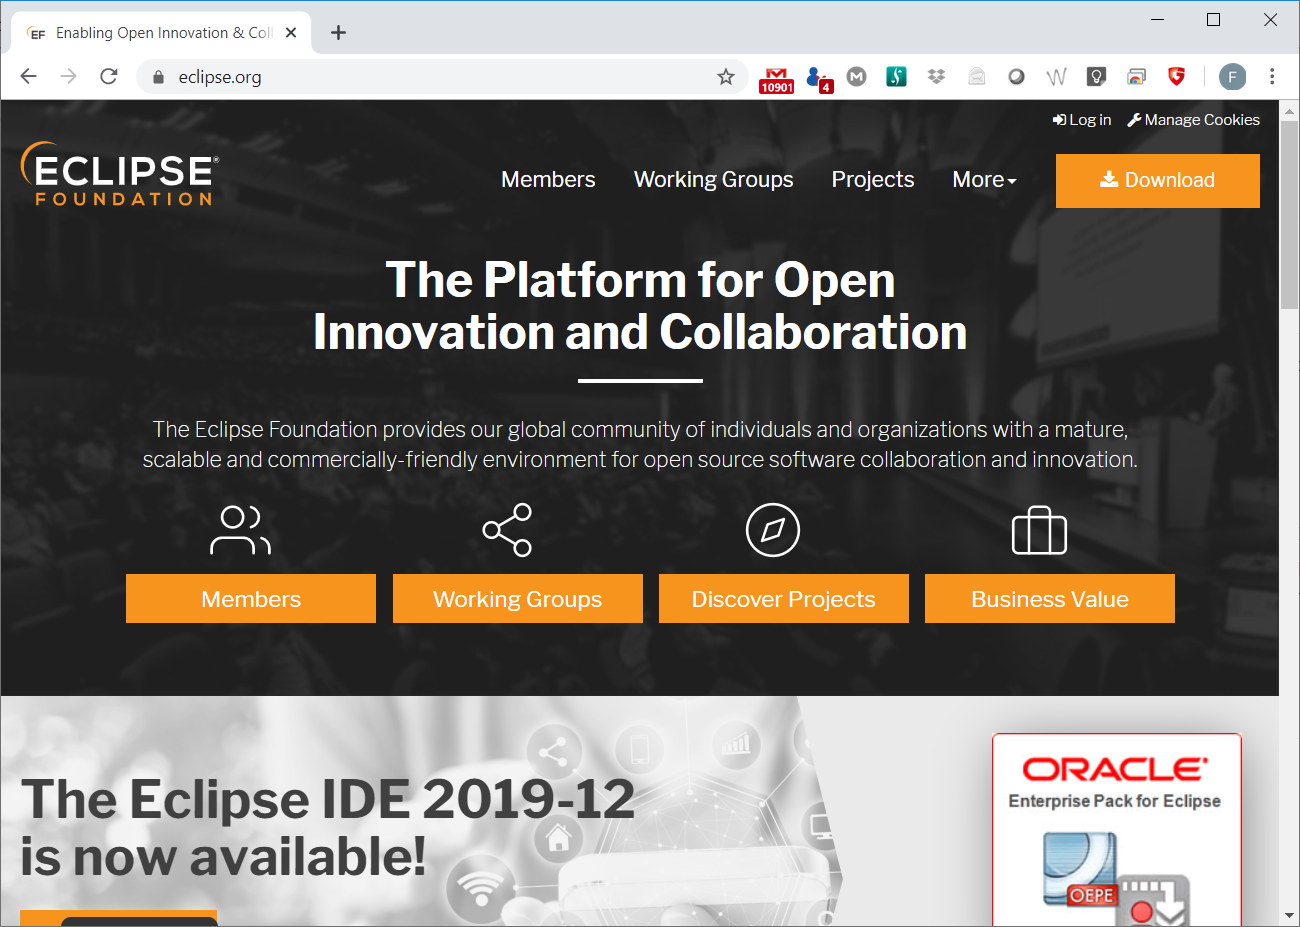 EF Enabling Open Innovation & Coll
eclipse.org
10901
4
M
W
G
F
Log in Manage Cookies
ECLIPSE®
FOUNDATION
Members Working Groups Projects More Download
The Platform for Open
Innovation and Collaboration
The Eclipse Foundation provides our global community of individuals and organizations with a mature,
scalable and commercially-friendly environment for open source software collaboration and innovation.
Members Working Groups Discover Projects Business Value
The Eclipse IDE 2019-12
is now available!
ORACLE®
Enterprise Pack for Eclipse
OEPE